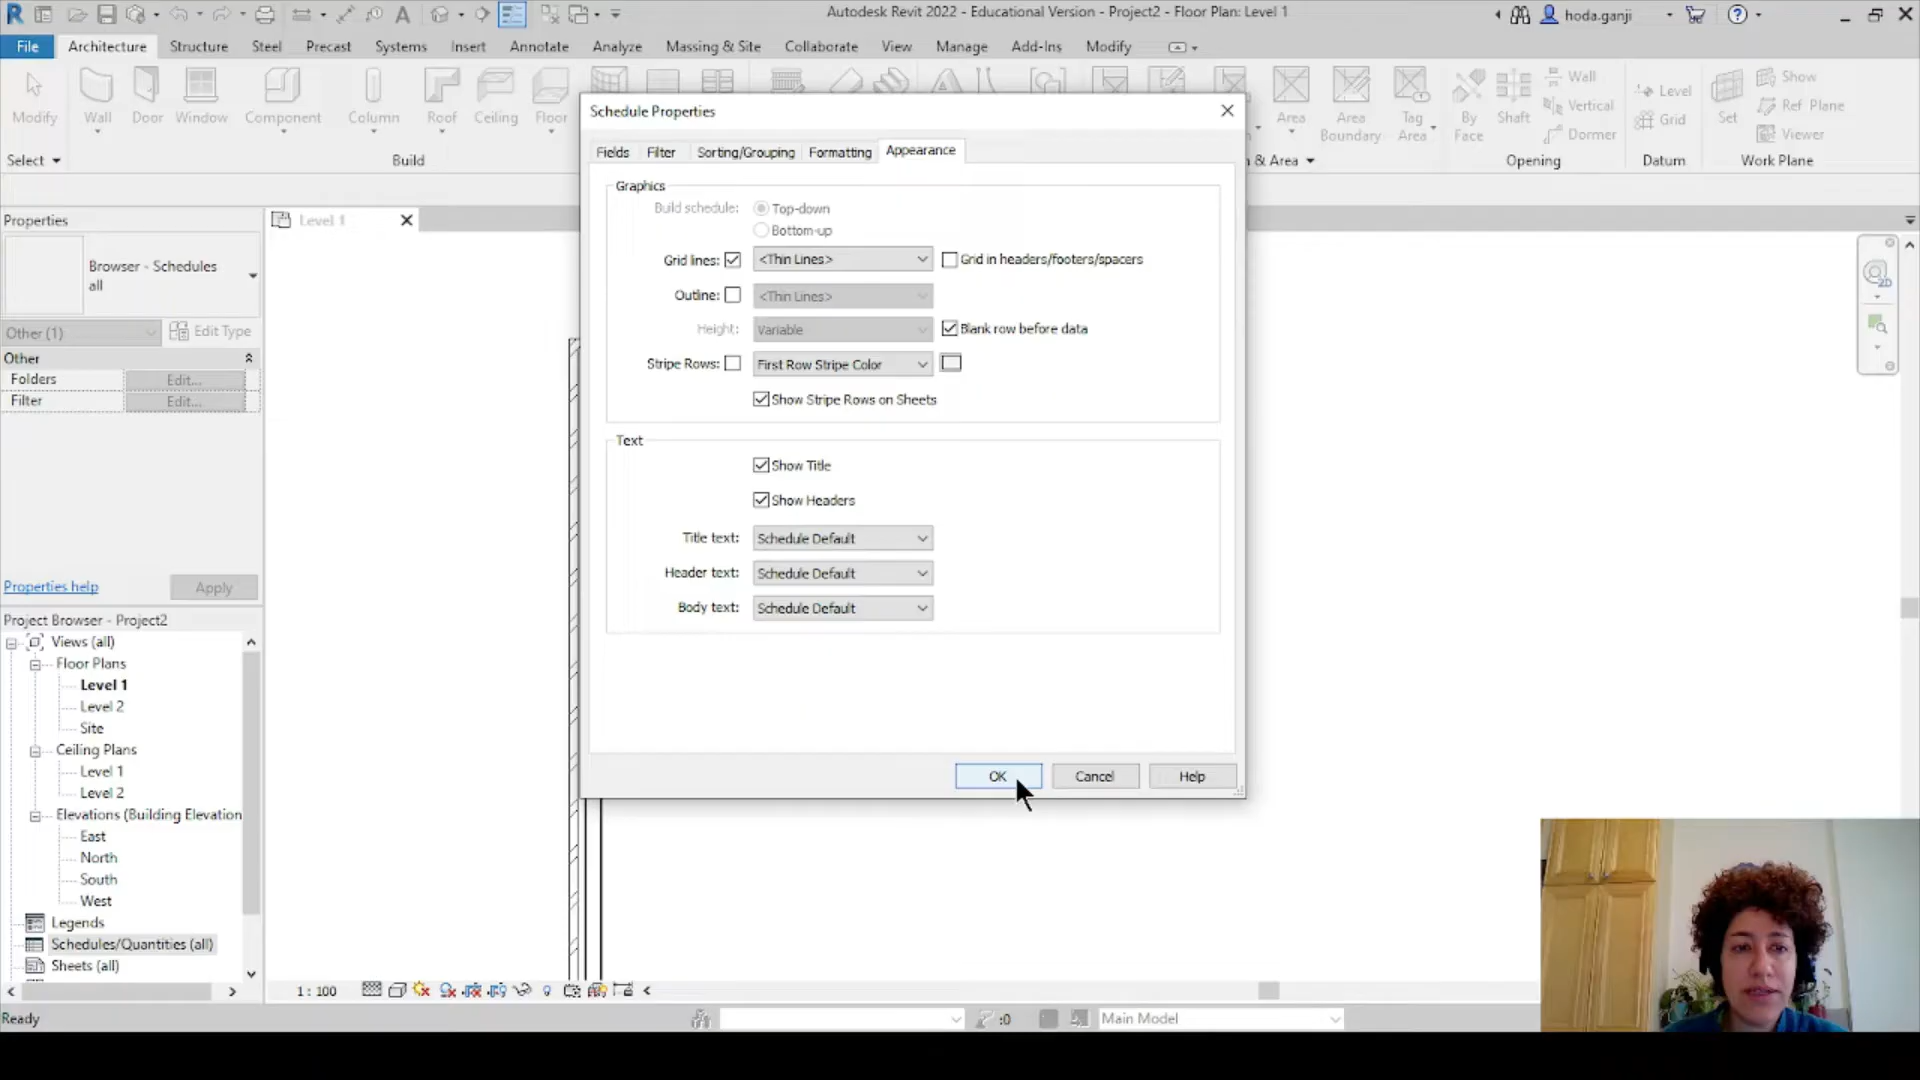 Autodesk Revit 2022 - Educational Version - Project2 - Floor Plan: Level 1
hoda.ganji
File Architecture Structure Steel Precast Systems Insert Annotate Analyze Massing & Site Collaborate View Manage Add-Ins Modify
Modify Wall Door Window Component Column Roof Ceiling Floor
Area Area Boundary Tag Area By Face Shaft Wall Vertical Dormer Level Grid Set Show Ref Plane Viewer
Select Build & Area Opening Datum Work Plane
Schedule Properties
Fields Filter Sorting/Grouping Formatting Appearance
Graphics
Build schedule: Top-down
Bottom-up
Grid lines: <Thin Lines> Grid in headers/footers/spacers
Outline: <Thin Lines>
Height: Variable Blank row before data
Stripe Rows: First Row Stripe Color
Show Stripe Rows on Sheets
Text
Show Title
Show Headers
Title text: Schedule Default
Header text: Schedule Default
Body text: Schedule Default
OK Cancel Help
Properties
Level 1
Browser - Schedules
all
Other (1) Edit Type
Other
Folders Edit...
Filter Edit...
Properties help Apply
Project Browser - Project2
Views (all)
Floor Plans
Level 1
Level 2
Site
Ceiling Plans
Level 1
Level 2
Elevations (Building Elevation
East
North
South
West
Legends
Schedules/Quantities (all)
Sheets (all)
2D
1 : 100
Ready
:0
Main Model